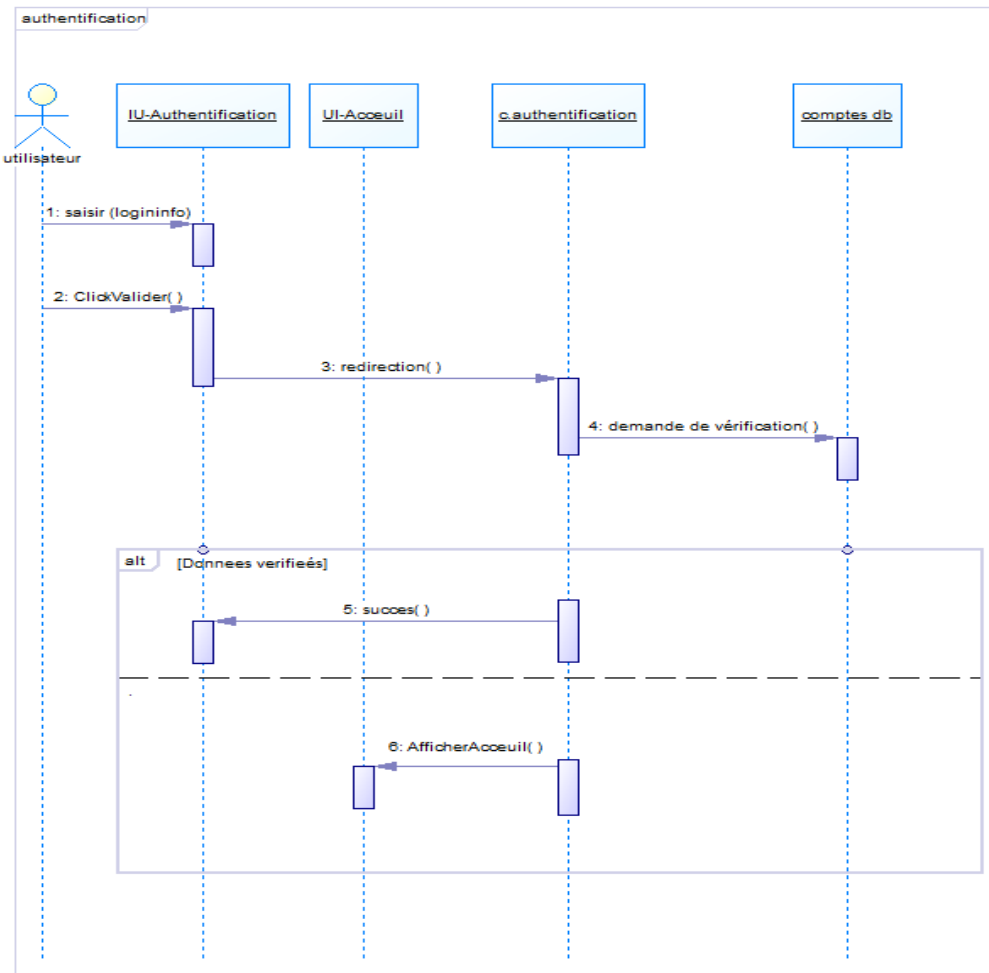 authentification
utilisateur
IU-Authentification
UI-Acceuil
c.authentification
comptes db
1: saisir (logininfo)
2: ClickValider( )
3: redirection( )
4: demande de vérification( )
alt
[Donnees verifieés]
5: succes( )
.
6: AfficherAcceuil( )